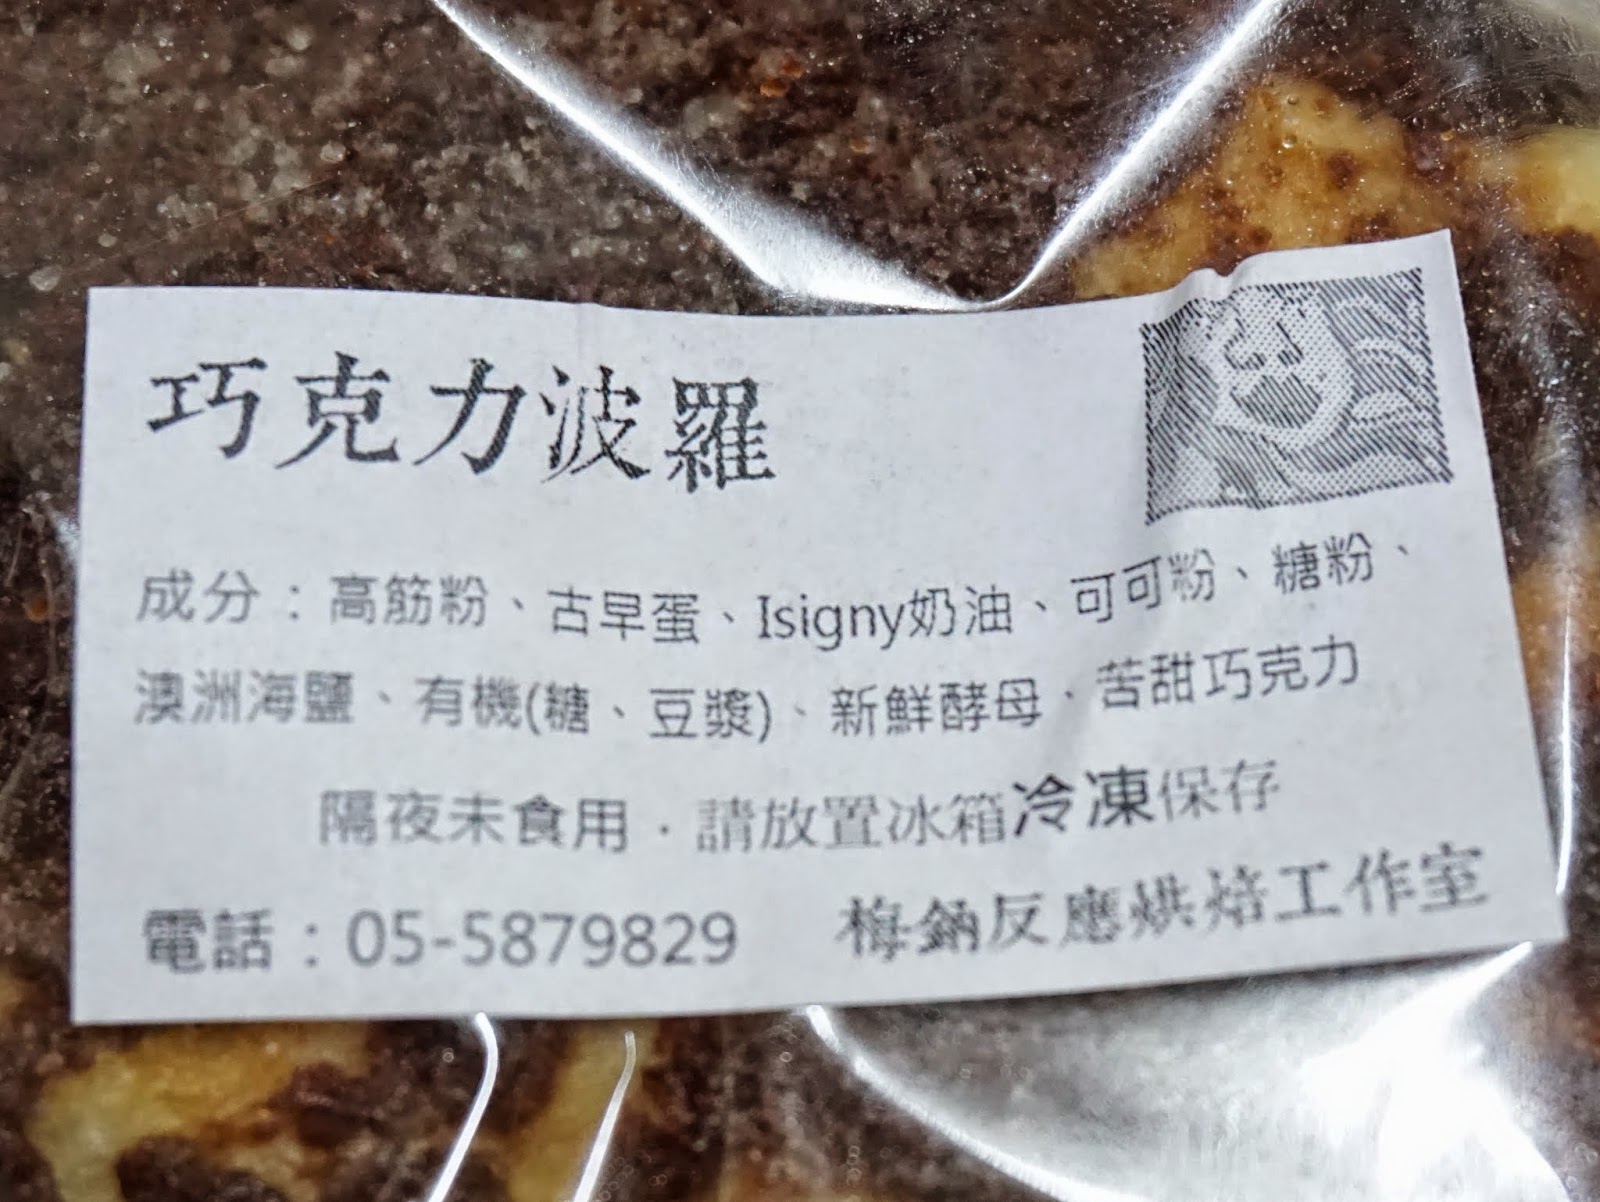 巧克力波羅
成分：高筋粉、古早蛋、Isigny奶油、可可粉、糖粉、
澳洲海鹽、有機(糖、豆漿)、新鮮酵母、苦甜巧克力
隔夜未食用．請放置冰箱冷凍保存
電話：05-5879829 梅鈉反應烘焙工作室